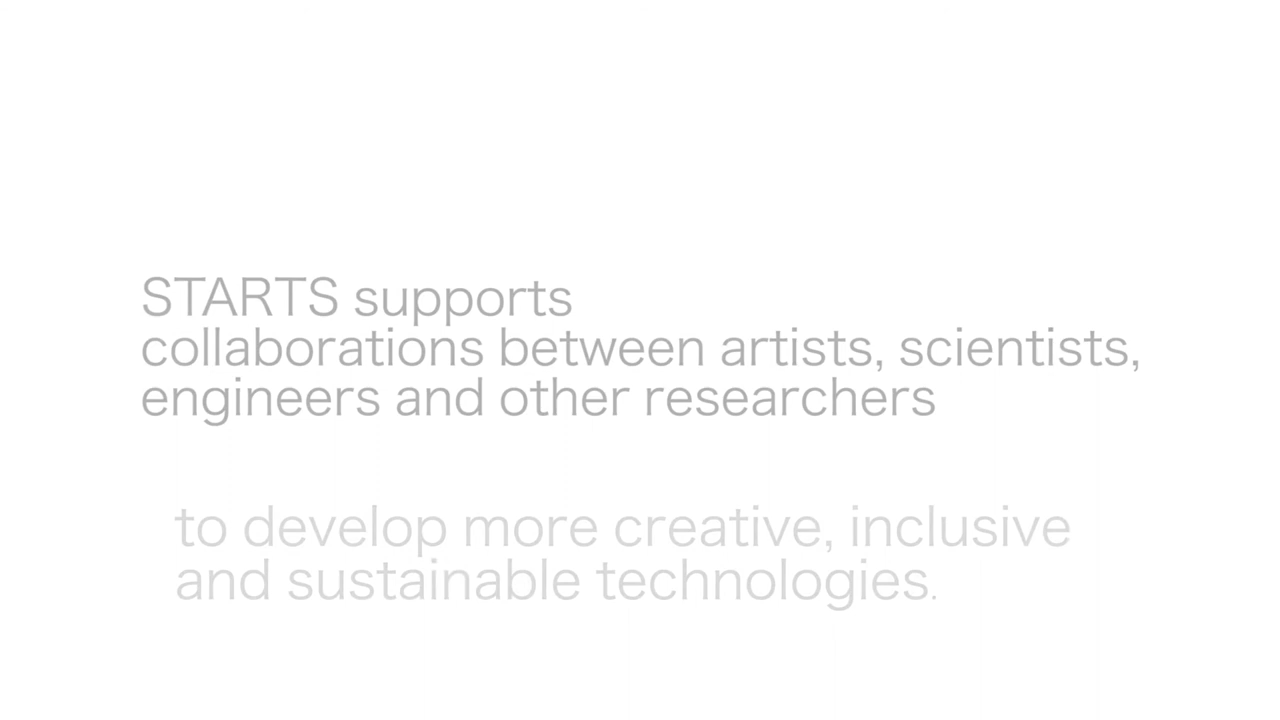 STARTS supports
collaborations between artists, scientists,
engineers and other researchers
to develop more creative, inclusive
and sustainable technologies.